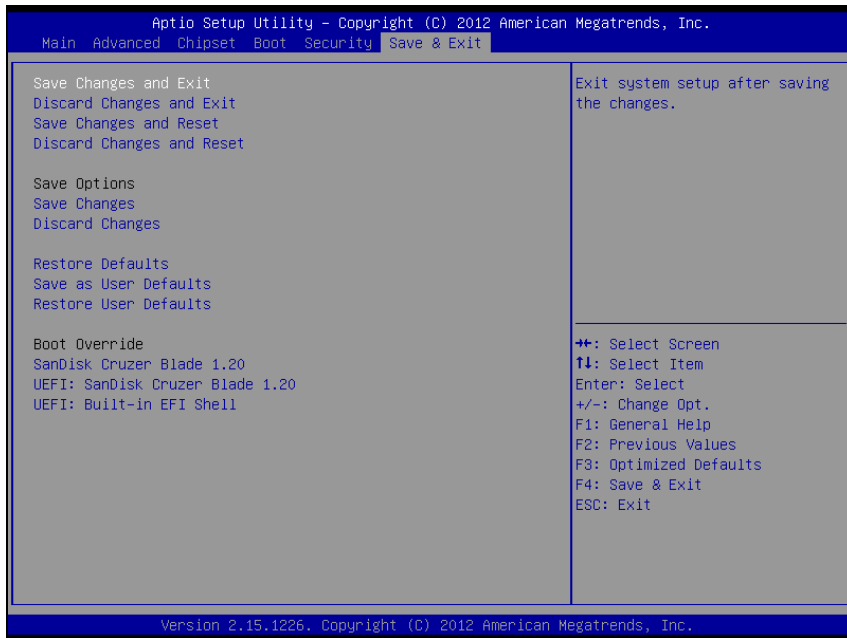 Aptio Setup Utility – Copyright (C) 2012 American Megatrends, Inc.
Main Advanced Chipset Boot Security Save & Exit
Save Changes and Exit
Discard Changes and Exit
Save Changes and Reset
Discard Changes and Reset
Save Options
Save Changes
Discard Changes
Restore Defaults
Save as User Defaults
Restore User Defaults
Boot Override
SanDisk Cruzer Blade 1.20
UEFI: SanDisk Cruzer Blade 1.20
UEFI: Built-in EFI Shell
Exit system setup after saving
the changes.
→←: Select Screen
↑↓: Select Item
Enter: Select
+/-: Change Opt.
F1: General Help
F2: Previous Values
F3: Optimized Defaults
F4: Save & Exit
ESC: Exit
Version 2.15.1226. Copyright (C) 2012 American Megatrends, Inc.